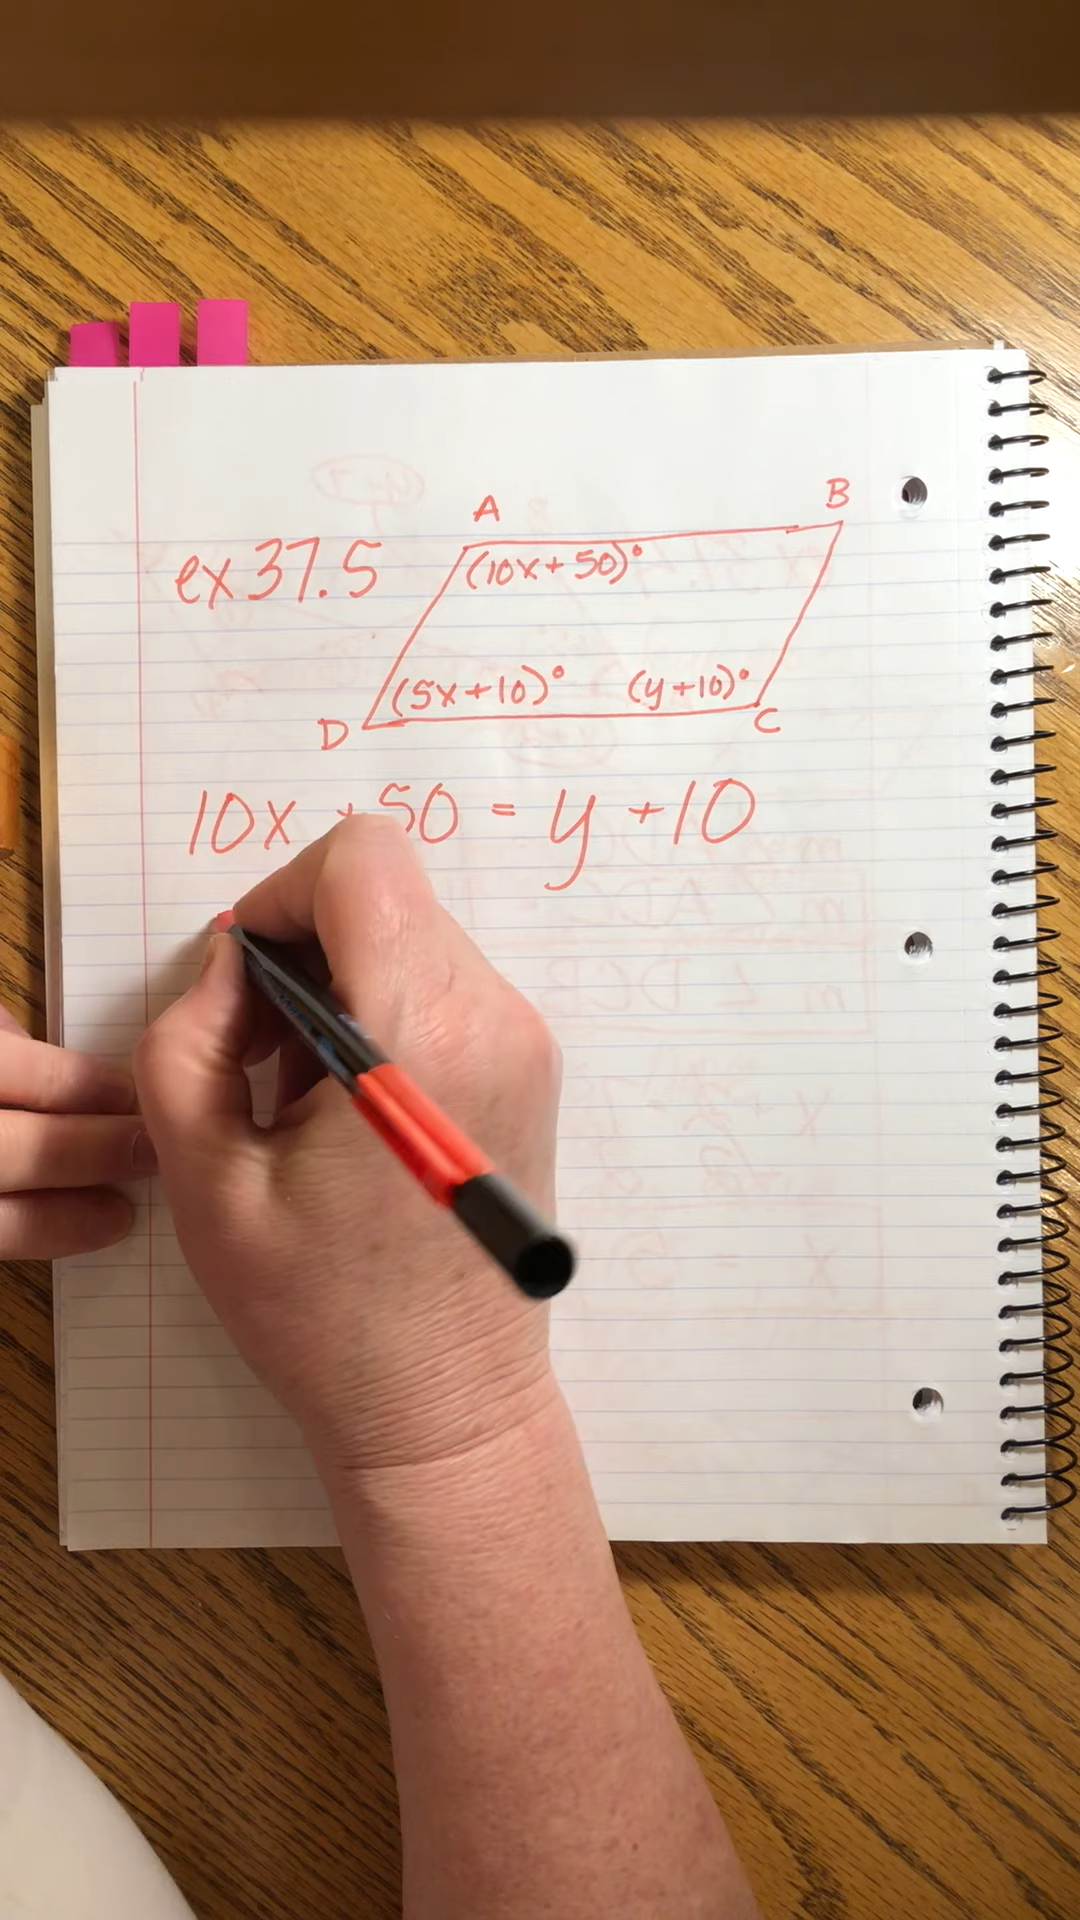 A
B
ex 37.5
(10x + 50)°
(5x + 10)°
(y + 10)°
D
C
10x + 50 = y + 10